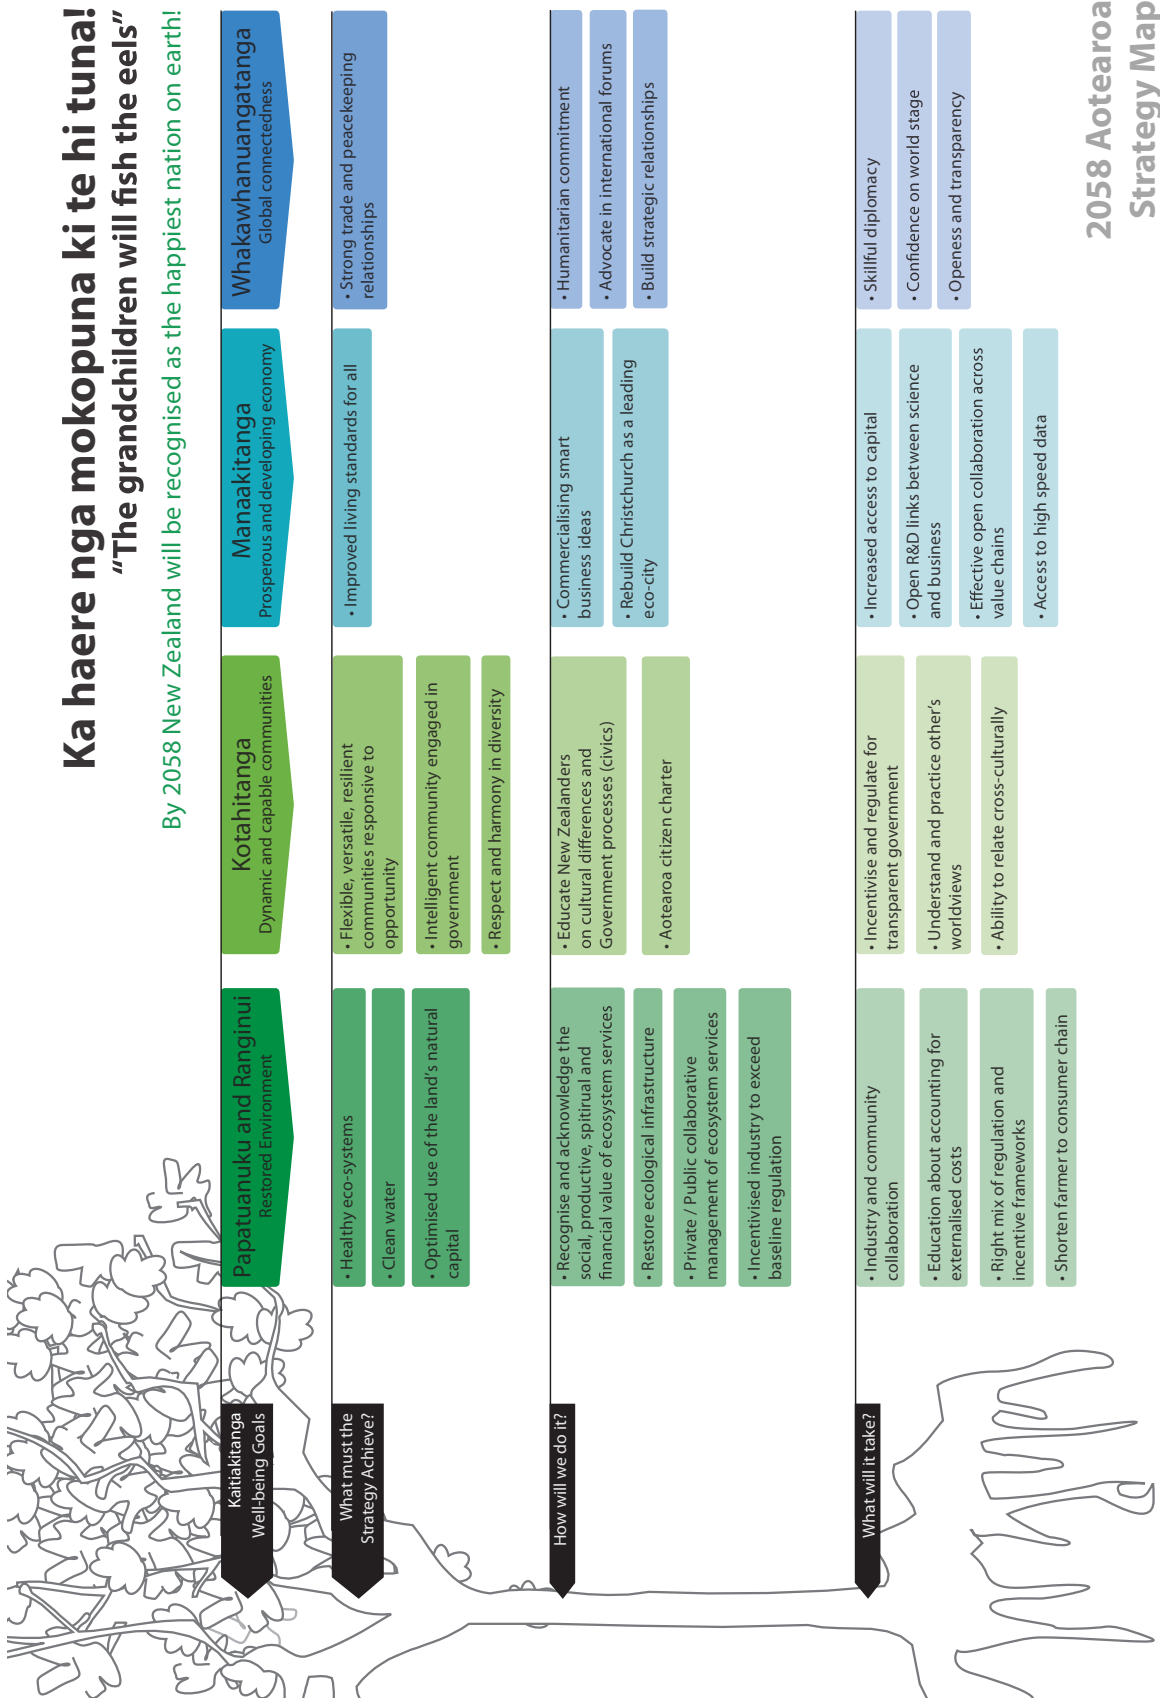 Ka haere nga mokopuna ki te hi tuna!
“The grandchildren will fish the eels”
By 2058 New Zealand will be recognised as the happiest nation on earth!
Kaitiakitanga
Well-being Goals
Papatuanuku and Ranginui
Restored Environment
Kotahitanga
Dynamic and capable communities
Manaakitanga
Prosperous and developing economy
Whakawhanuangatanga
Global connectedness
What must the
Strategy Achieve?
• Healthy eco-systems
• Clean water
• Optimised use of the land’s natural
capital
• Flexible, versatile, resilient
communities responsive to
opportunity
• Intelligent community engaged in
government
• Respect and harmony in diversity
• Improved living standards for all
• Strong trade and peacekeeping
relationships
How will we do it?
• Recognise and acknowledge the
social, productive, spitirual and
financial value of ecosystem services
• Restore ecological infrastructure
• Private / Public collaborative
management of ecosystem services
• Incentivised industry to exceed
baseline regulation
• Educate New Zealanders
on cultural differences and
Government processes (civics)
• Aotearoa citizen charter
• Commercialising smart
business ideas
• Rebuild Christchurch as a leading
eco-city
• Humanitarian commitment
• Advocate in international forums
• Build strategic relationships
What will it take?
• Industry and community
collaboration
• Education about accounting for
externalised costs
• Right mix of regulation and
incentive frameworks
• Shorten farmer to consumer chain
• Incentivise and regulate for
transparent government
• Understand and practice other’s
worldviews
• Ability to relate cross-culturally
• Increased access to capital
• Open R&D links between science
and business
• Effective open collaboration across
value chains
• Access to high speed data
• Skillful diplomacy
• Confidence on world stage
• Openess and transparency
2058 Aotearoa
Strategy Map